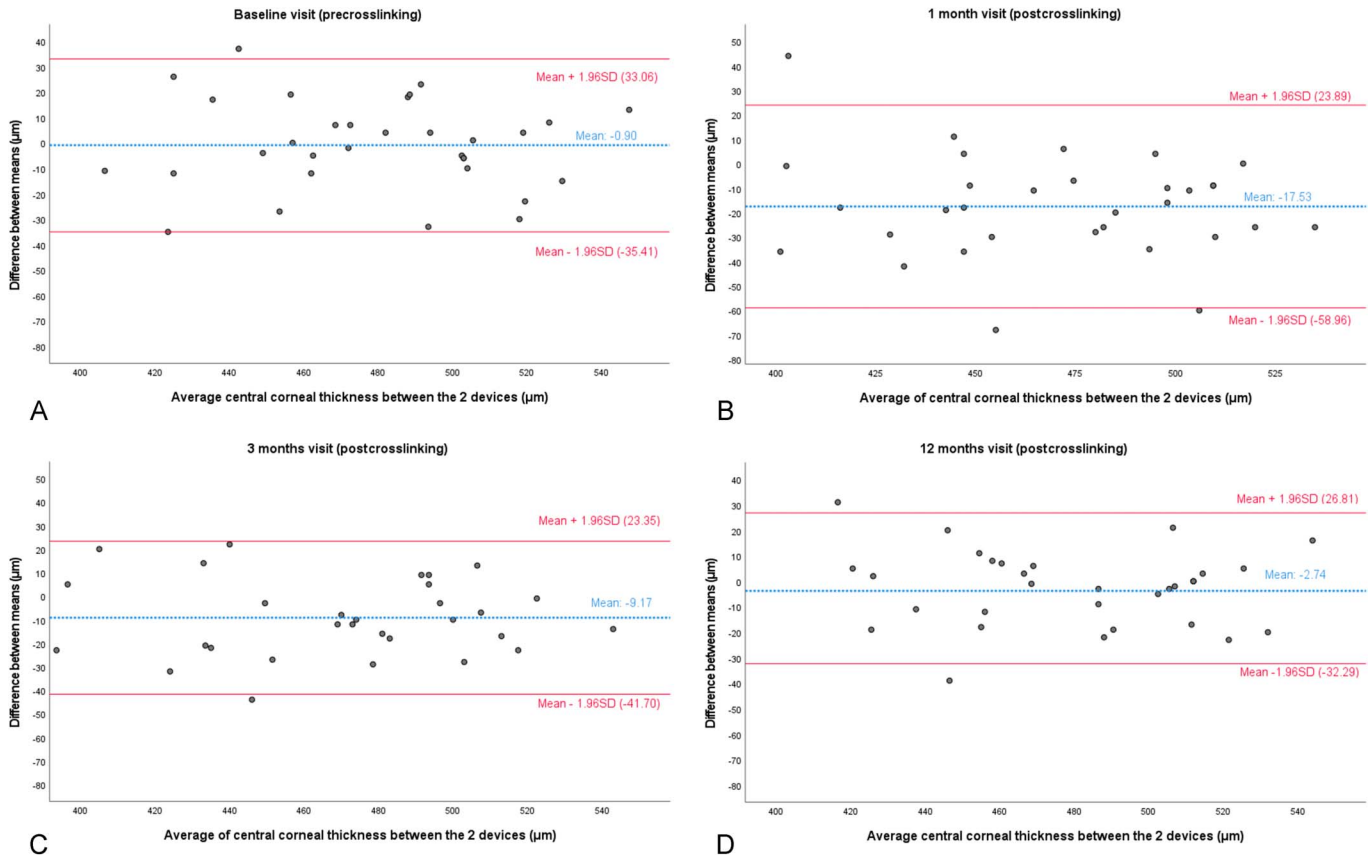 Baseline visit (precrosslinking)
Difference between means (µm)
40
30
20
10
0
-10
-20
-30
-40
-50
-60
-70
-80
Mean + 1.96SD (33.06)
Mean: -0.90
Mean - 1.96SD (-35.41)
400 420 440 460 480 500 520 540
Average central corneal thickness between the 2 devices (µm)
A
1 month visit (postcrosslinking)
Difference between means (µm)
50
40
30
20
10
0
-10
-20
-30
-40
-50
-60
-70
-80
Mean + 1.96SD (23.89)
Mean: -17.53
Mean - 1.96SD (-58.96)
400 425 450 475 500 525
Average of central corneal thickness between the 2 devices (µm)
B
3 months visit (postcrosslinking)
Difference between means (µm)
50
40
30
20
10
0
-10
-20
-30
-40
-50
-60
-70
-80
Mean + 1.96SD (23.35)
Mean: -9.17
Mean - 1.96SD (-41.70)
400 420 440 460 480 500 520 540
Average of central corneal thickness between the 2 devices (µm)
C
12 months visit (postcrosslinking)
Difference between means (µm)
40
30
20
10
0
-10
-20
-30
-40
-50
-60
-70
-80
Mean + 1.96SD (26.81)
Mean: -2.74
Mean -1.96SD (-32.29)
400 420 440 460 480 500 520 540
Average of central corneal thickness between the 2 devices (µm)
D